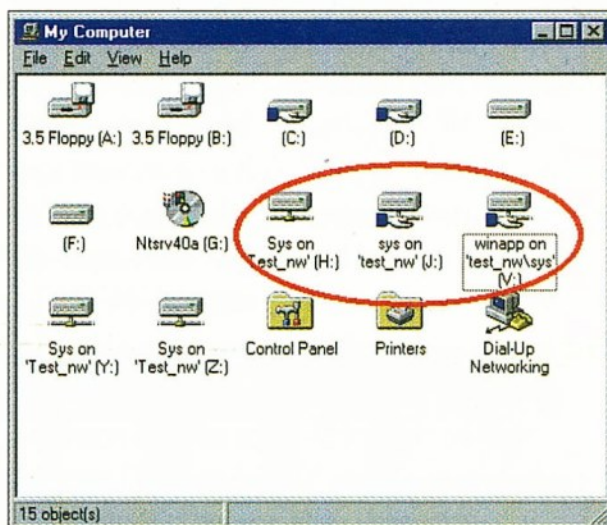 My Computer
File Edit View Help
3.5 Floppy (A:) 3.5 Floppy (B:) (C:) (D:) (E:)
(F:) Ntsrv40a (G:) Sys on 'Test_nw' (H:) sys on 'test_nw' (J:) winapp on 'test_nw\sys' (V:)
Sys on 'Test_nw' (Y:) Sys on 'Test_nw' (Z:) Control Panel Printers Dial-Up Networking
15 object(s)